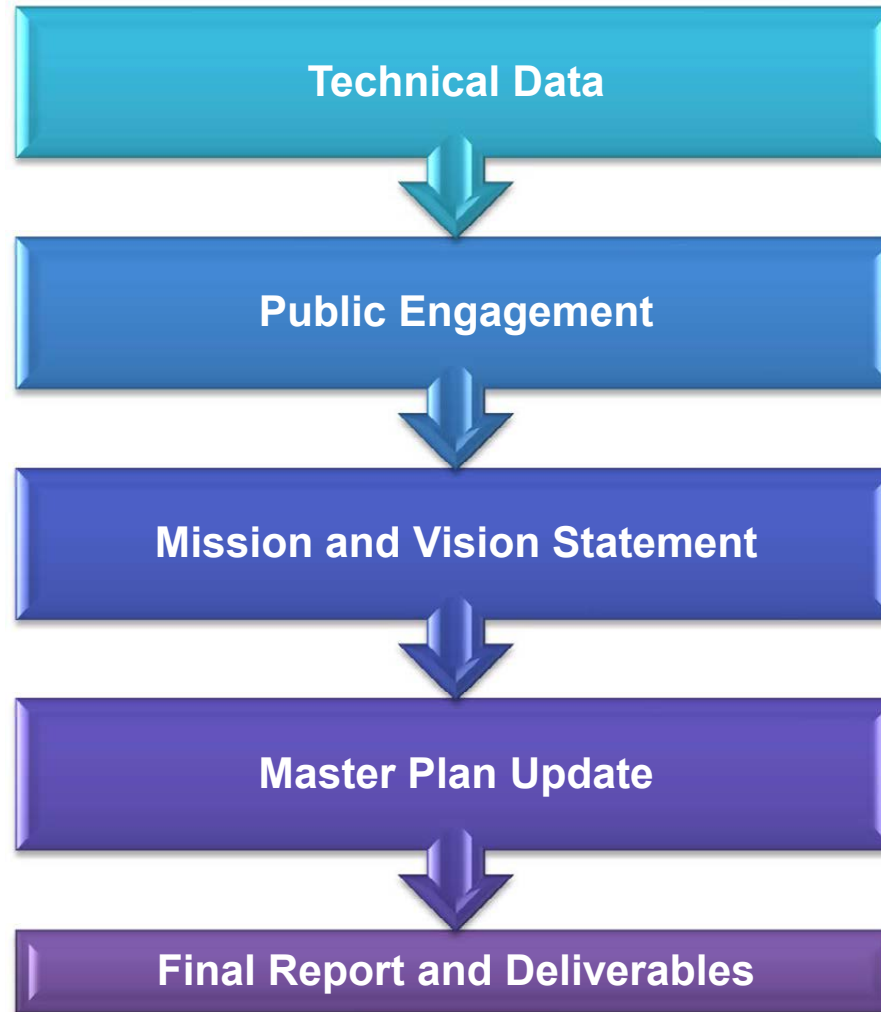 Technical Data
Public Engagement
Mission and Vision Statement
Master Plan Update
Final Report and Deliverables